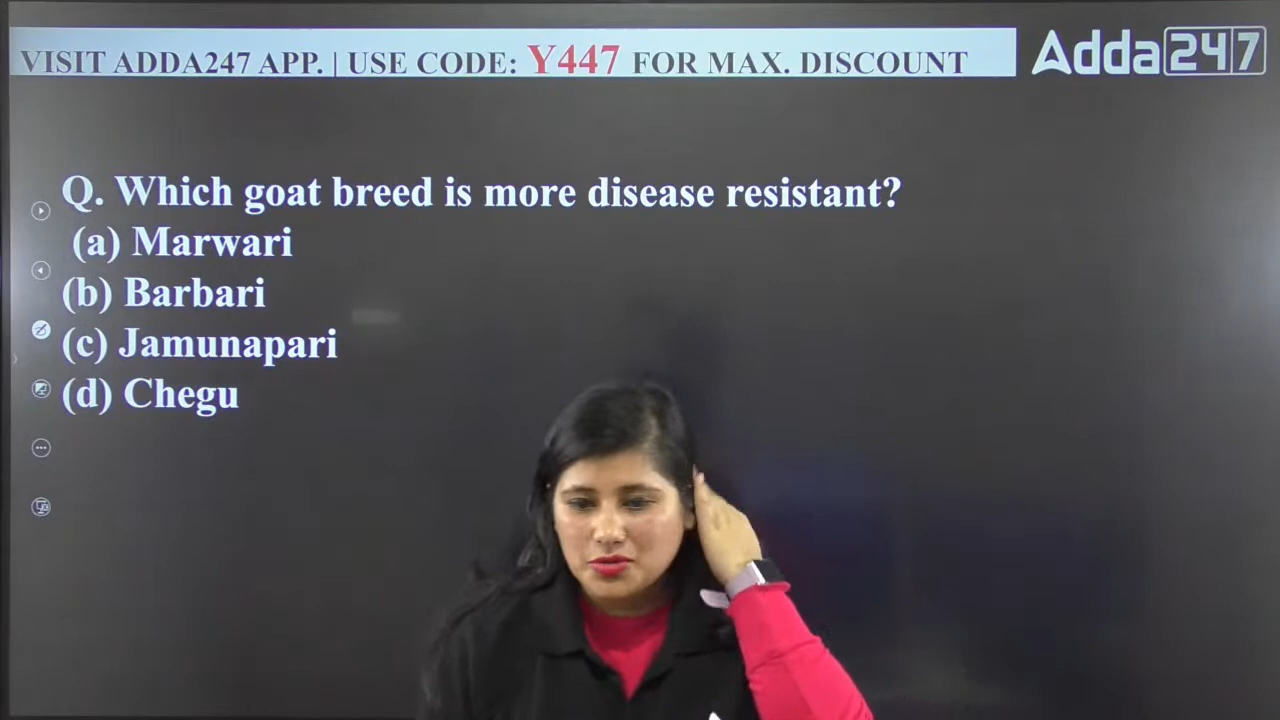 VISIT ADDA247 APP. | USE CODE: Y447 FOR MAX. DISCOUNT
Adda247
Q. Which goat breed is more disease resistant?
(a) Marwari
(b) Barbari
(c) Jamunapari
(d) Chegu